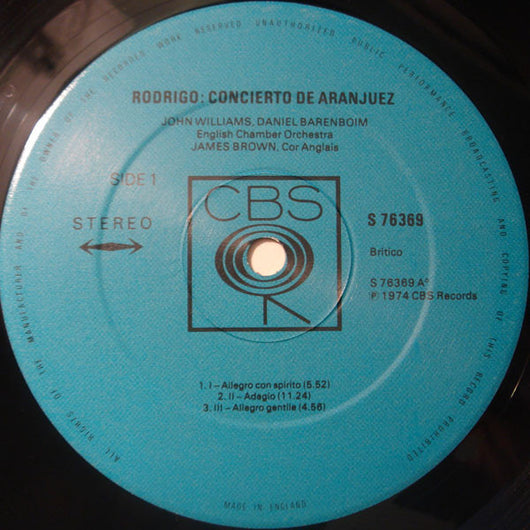 RODRIGO: CONCIERTO DE ARANJUEZ
JOHN WILLIAMS, DANIEL BARENBOIM
English Chamber Orchestra
JAMES BROWN, Cor Anglais
SIDE 1
STEREO
CBS
S 76369
Britico
S 76369 A°
Ⓟ 1974 CBS Records
1. I – Allegro con spirito (5.52)
2. II – Adagio (11.24)
3. III – Allegro gentile (4.56)
ALL RIGHTS OF THE MANUFACTURER AND OF THE OWNER OF THE RECORDED WORK RESERVED UNAUTHORISED PUBLIC PERFORMANCE BROADCASTING AND COPYING OF THIS RECORD PROHIBITED
MADE IN ENGLAND